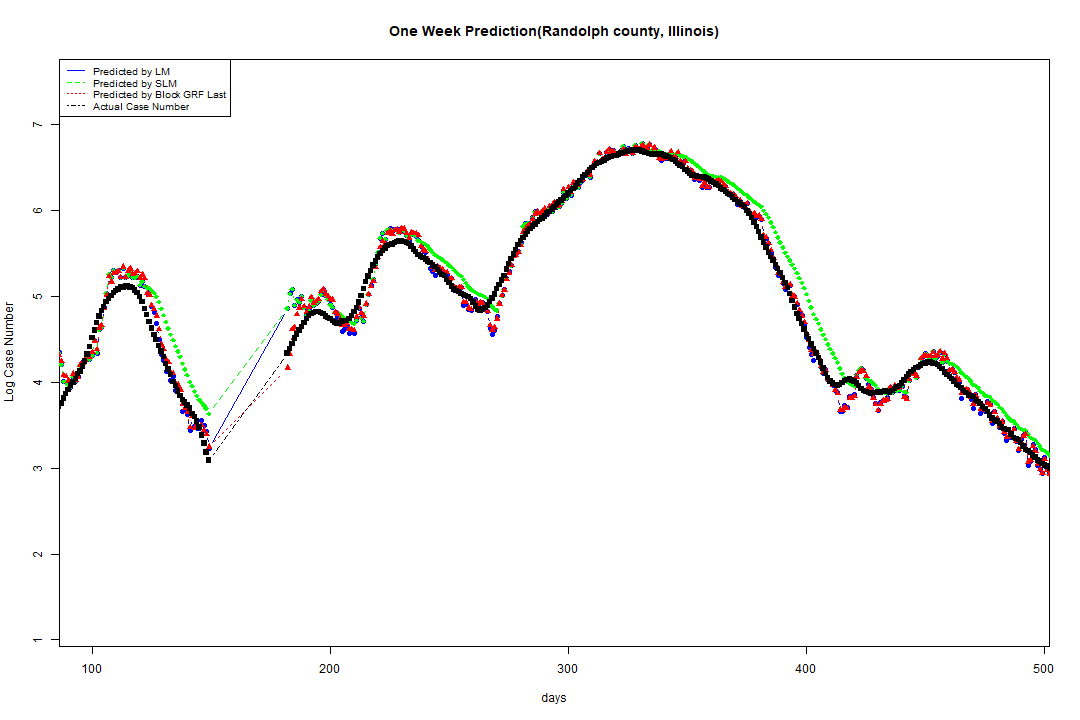 One Week Prediction(Randolph county, Illinois)
Predicted by LM
Predicted by SLM
Predicted by Block GRF Last
Actual Case Number
7
6
5
4
3
2
1
Log Case Number
100 200 300 400 500
days